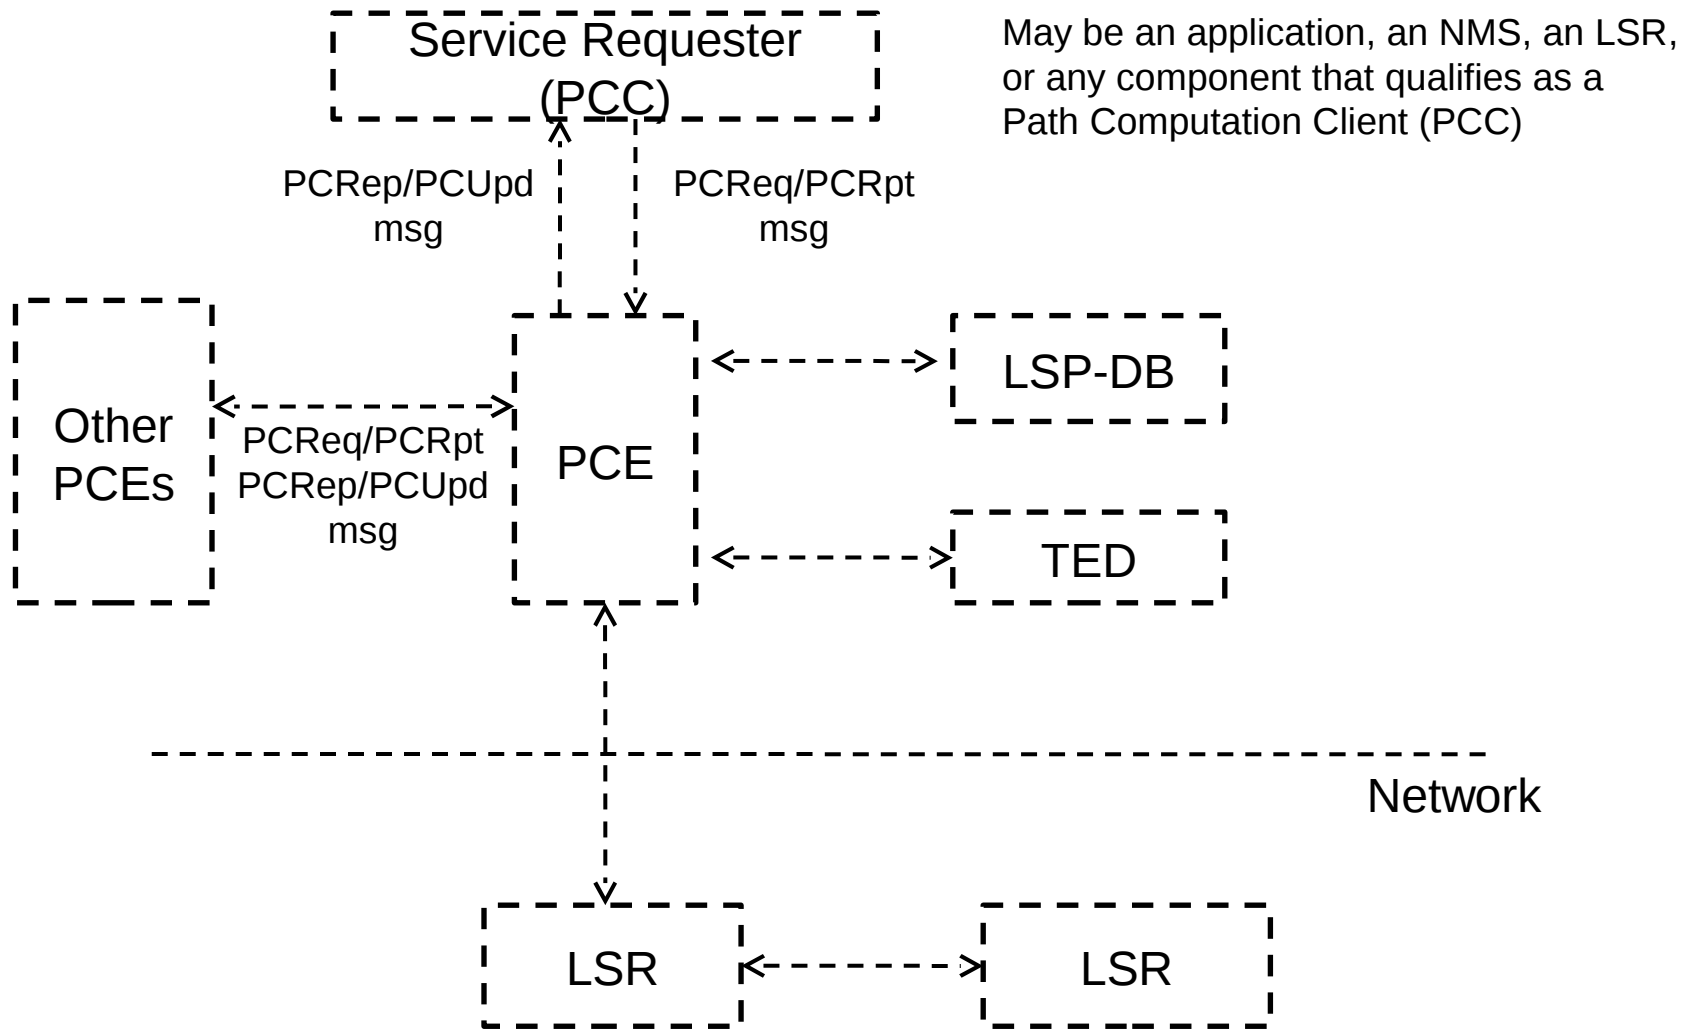 Service Requester
(PCC)
May be an application, an NMS, an LSR,
or any component that qualifies as a
Path Computation Client (PCC)
PCRep/PCUpd
msg
PCReq/PCRpt
msg
Other
PCEs
PCReq/PCRpt
PCRep/PCUpd
msg
PCE
LSP-DB
TED
Network
LSR
LSR